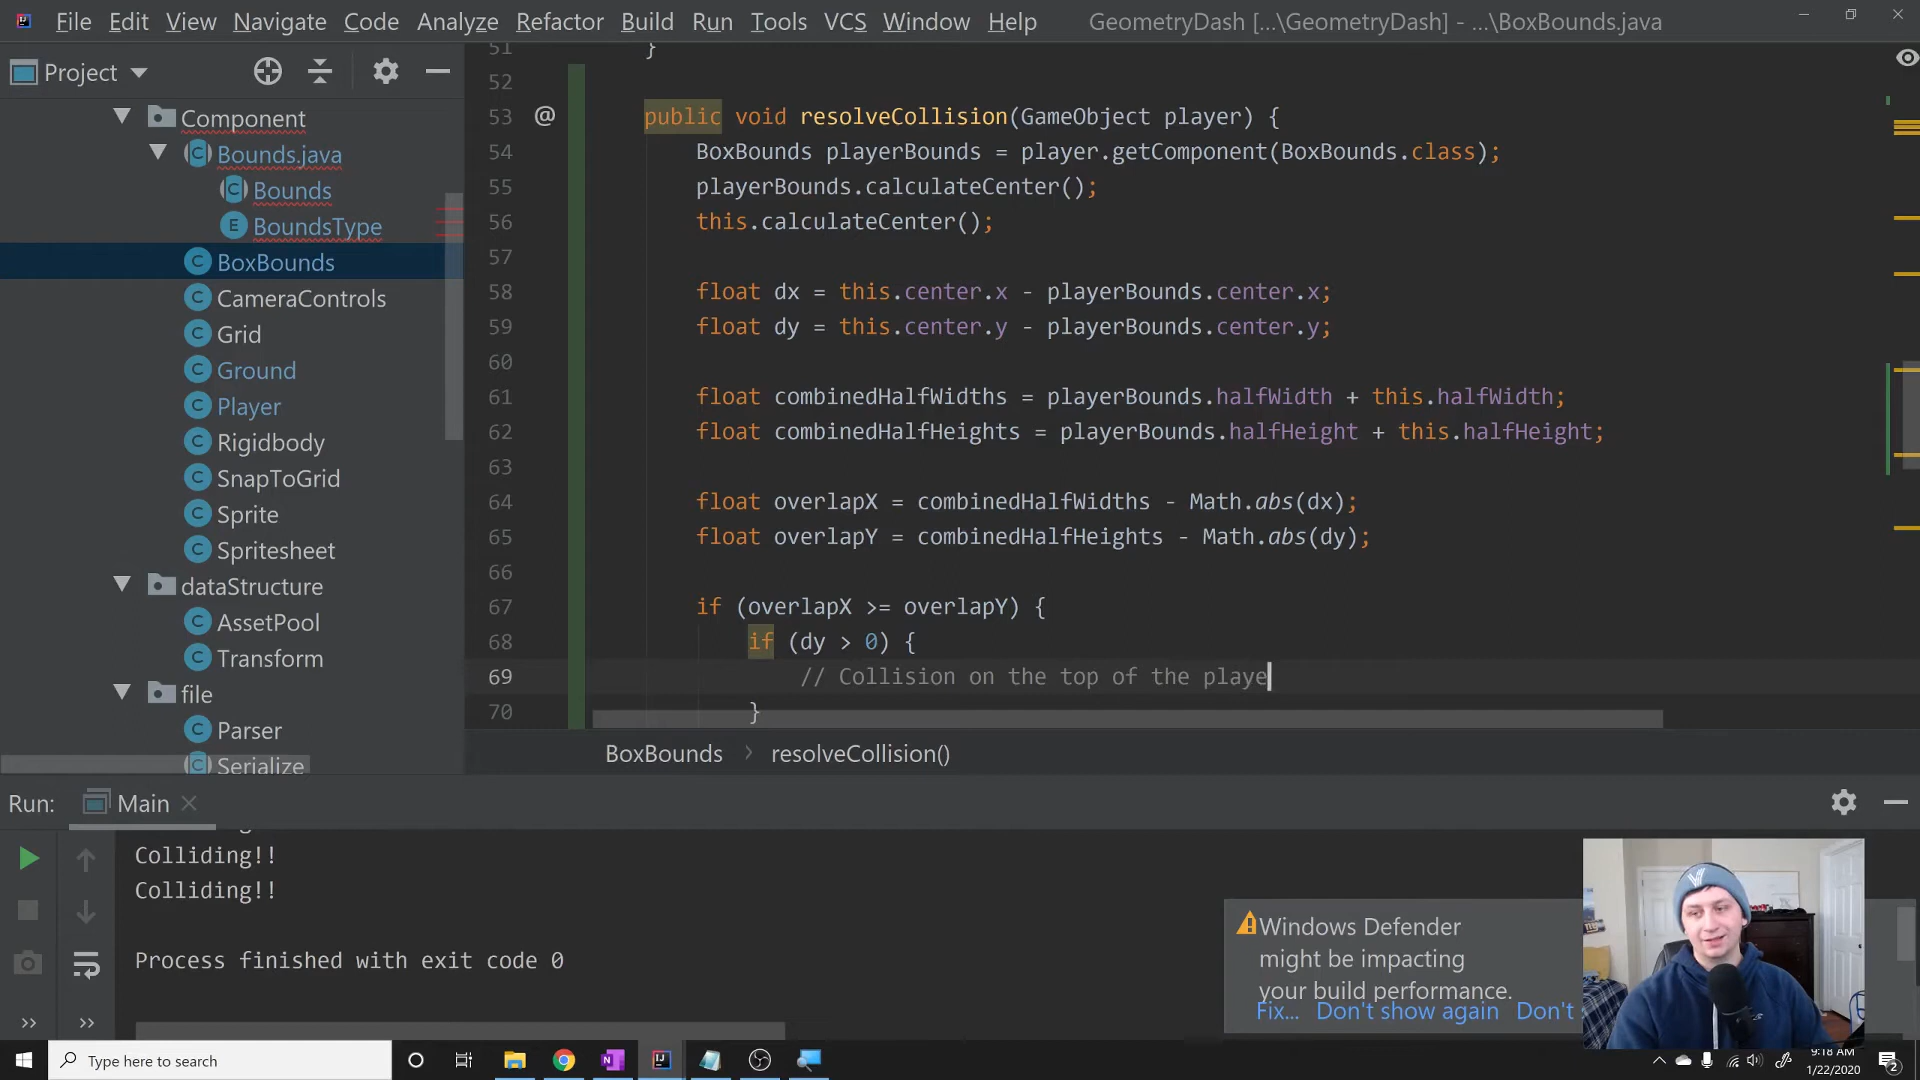 File Edit View Navigate Code Analyze Refactor Build Run Tools VCS Window Help GeometryDash [...\GeometryDash] - ...\BoxBounds.java
Project
Component
Bounds.java
Bounds
BoundsType
BoxBounds
CameraControls
Grid
Ground
Player
Rigidbody
SnapToGrid
Sprite
Spritesheet
dataStructure
AssetPool
Transform
file
Parser
Serialize
51 }
52
53 @ public void resolveCollision(GameObject player) {
54 BoxBounds playerBounds = player.getComponent(BoxBounds.class);
55 playerBounds.calculateCenter();
56 this.calculateCenter();
57
58 float dx = this.center.x - playerBounds.center.x;
59 float dy = this.center.y - playerBounds.center.y;
60
61 float combinedHalfWidths = playerBounds.halfWidth + this.halfWidth;
62 float combinedHalfHeights = playerBounds.halfHeight + this.halfHeight;
63
64 float overlapX = combinedHalfWidths - Math.abs(dx);
65 float overlapY = combinedHalfHeights - Math.abs(dy);
66
67 if (overlapX >= overlapY) {
68 if (dy > 0) {
69 // Collision on the top of the playe
70 }
BoxBounds > resolveCollision()
Run: Main
Colliding!!
Colliding!!
Process finished with exit code 0
Windows Defender
might be impacting
your build performance.
Fix... Don't show again Don't
Type here to search
9:18 AM
1/22/2020
2